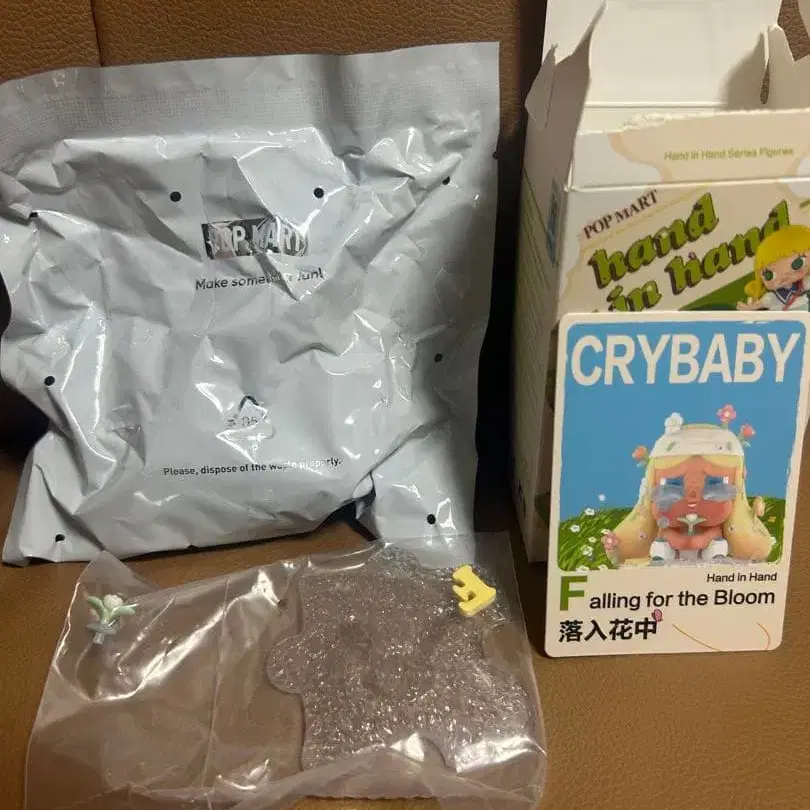 POP MART
Make something fun!
Please, dispose of the waste properly.
Hand in Hand Series Figures
POP MART
hand
in hand
CRYBABY
Hand in Hand
Falling for the Bloom
落入花中